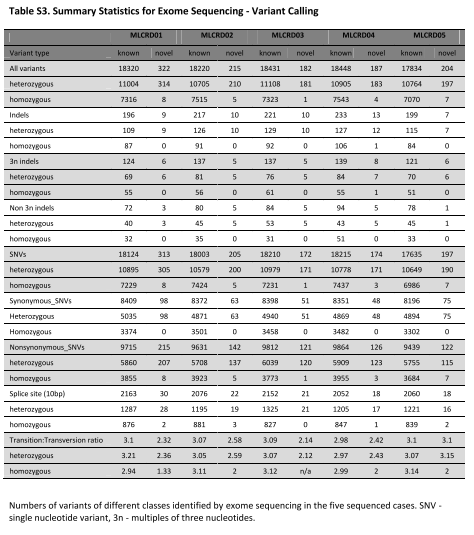 Table S3. Summary Statistics for Exome Sequencing - Variant Calling
MLCRD01 MLCRD02 MLCRD03 MLCRD04 MLCRD05
Variant type known novel known novel known novel known novel known novel
All variants 18320 322 18220 215 18431 182 18448 187 17834 204
heterozygous 11004 314 10705 210 11108 181 10905 183 10764 197
homozygous 7316 8 7515 5 7323 1 7543 4 7070 7
Indels 196 9 217 10 221 10 233 13 199 7
heterozygous 109 9 126 10 129 10 127 12 115 7
homozygous 87 0 91 0 92 0 106 1 84 0
3n indels 124 6 137 5 137 5 139 8 121 6
heterozygous 69 6 81 5 76 5 84 7 70 6
homozygous 55 0 56 0 61 0 55 1 51 0
Non 3n indels 72 3 80 5 84 5 94 5 78 1
heterozygous 40 3 45 5 53 5 43 5 45 1
homozygous 32 0 35 0 31 0 51 0 33 0
SNVs 18124 313 18003 205 18210 172 18215 174 17635 197
heterozygous 10895 305 10579 200 10979 171 10778 171 10649 190
homozygous 7229 8 7424 5 7231 1 7437 3 6986 7
Synonymous_SNVs 8409 98 8372 63 8398 51 8351 48 8196 75
Heterozygous 5035 98 4871 63 4940 51 4869 48 4894 75
Homozygous 3374 0 3501 0 3458 0 3482 0 3302 0
Nonsynonymous_SNVs 9715 215 9631 142 9812 121 9864 126 9439 122
heterozygous 5860 207 5708 137 6039 120 5909 123 5755 115
homozygous 3855 8 3923 5 3773 1 3955 3 3684 7
Splice site (10bp) 2163 30 2076 22 2152 21 2052 18 2060 18
heterozygous 1287 28 1195 19 1325 21 1205 17 1221 16
homozygous 876 2 881 3 827 0 847 1 839 2
Transition:Transversion ratio 3.1 2.32 3.07 2.58 3.09 2.14 2.98 2.42 3.1 3.1
heterozygous 3.21 2.36 3.05 2.59 3.07 2.12 2.97 2.43 3.07 3.15
homozygous 2.94 1.33 3.11 2 3.12 n/a 2.99 2 3.14 2
Numbers of variants of different classes identified by exome sequencing in the five sequenced cases. SNV -
single nucleotide variant, 3n - multiples of three nucleotides.